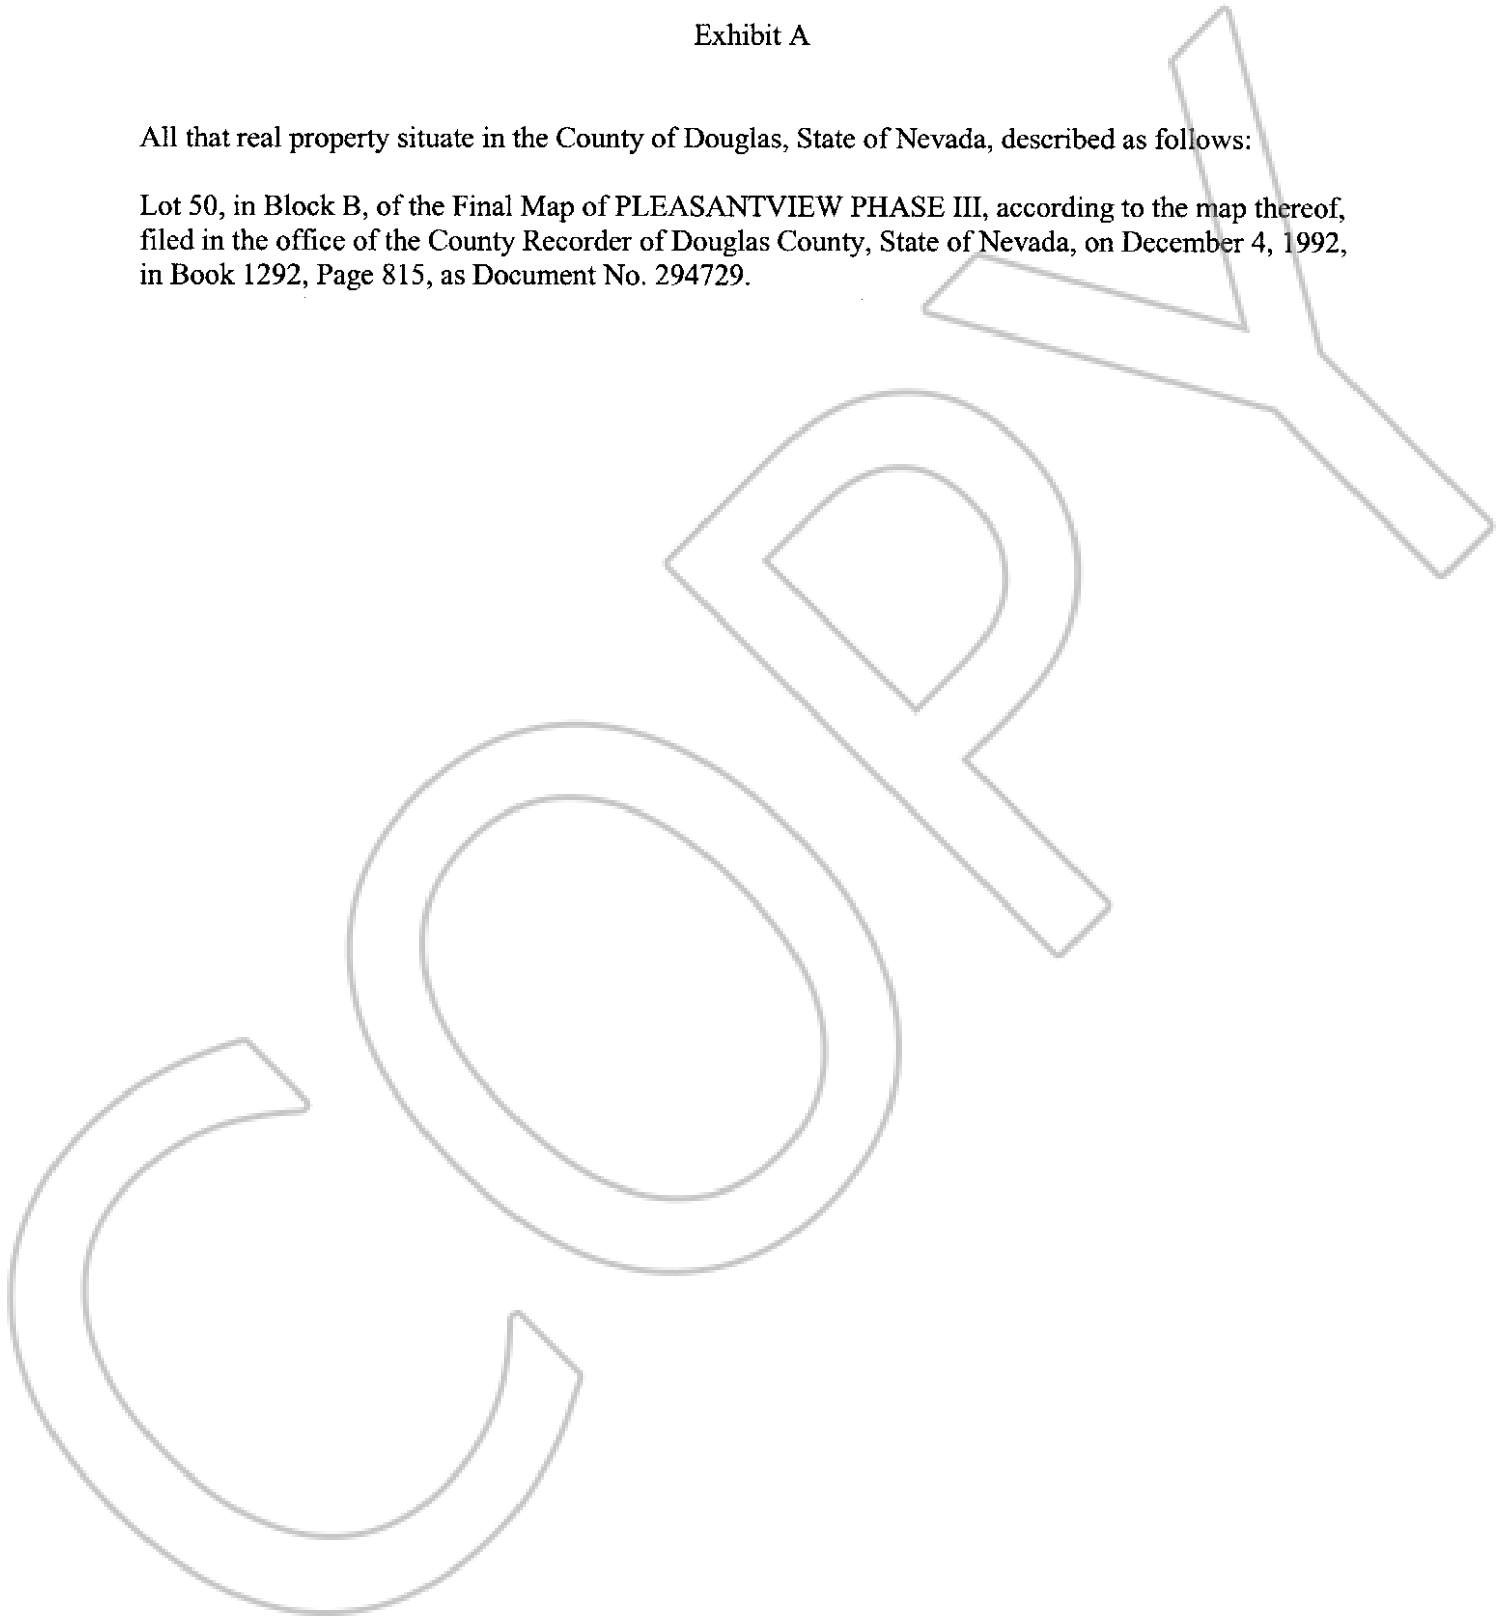 Exhibit A
All that real property situate in the County of Douglas, State of Nevada, described as follows:
Lot 50, in Block B, of the Final Map of PLEASANTVIEW PHASE III, according to the map thereof,
filed in the office of the County Recorder of Douglas County, State of Nevada, on December 4, 1992,
in Book 1292, Page 815, as Document No. 294729.
COPY